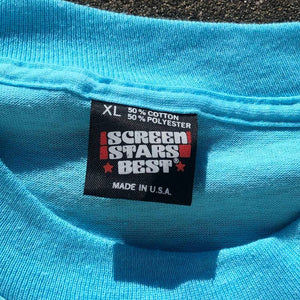 XL 50% COTTON
50% POLYESTER
SCREEN
STARS
BEST®
MADE IN U.S.A.